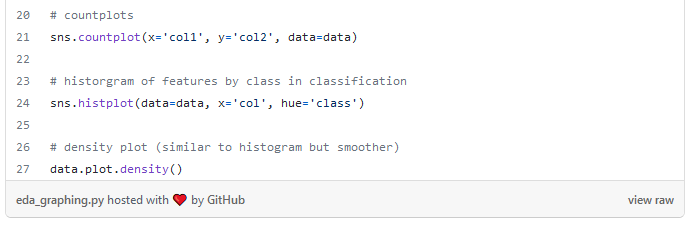 20 # countplots
21 sns.countplot(x='col1', y='col2', data=data)
22
23 # historgram of features by class in classification
24 sns.histplot(data=data, x='col', hue='class')
25
26 # density plot (similar to histogram but smoother)
27 data.plot.density()
eda_graphing.py hosted with ❤ by GitHub view raw